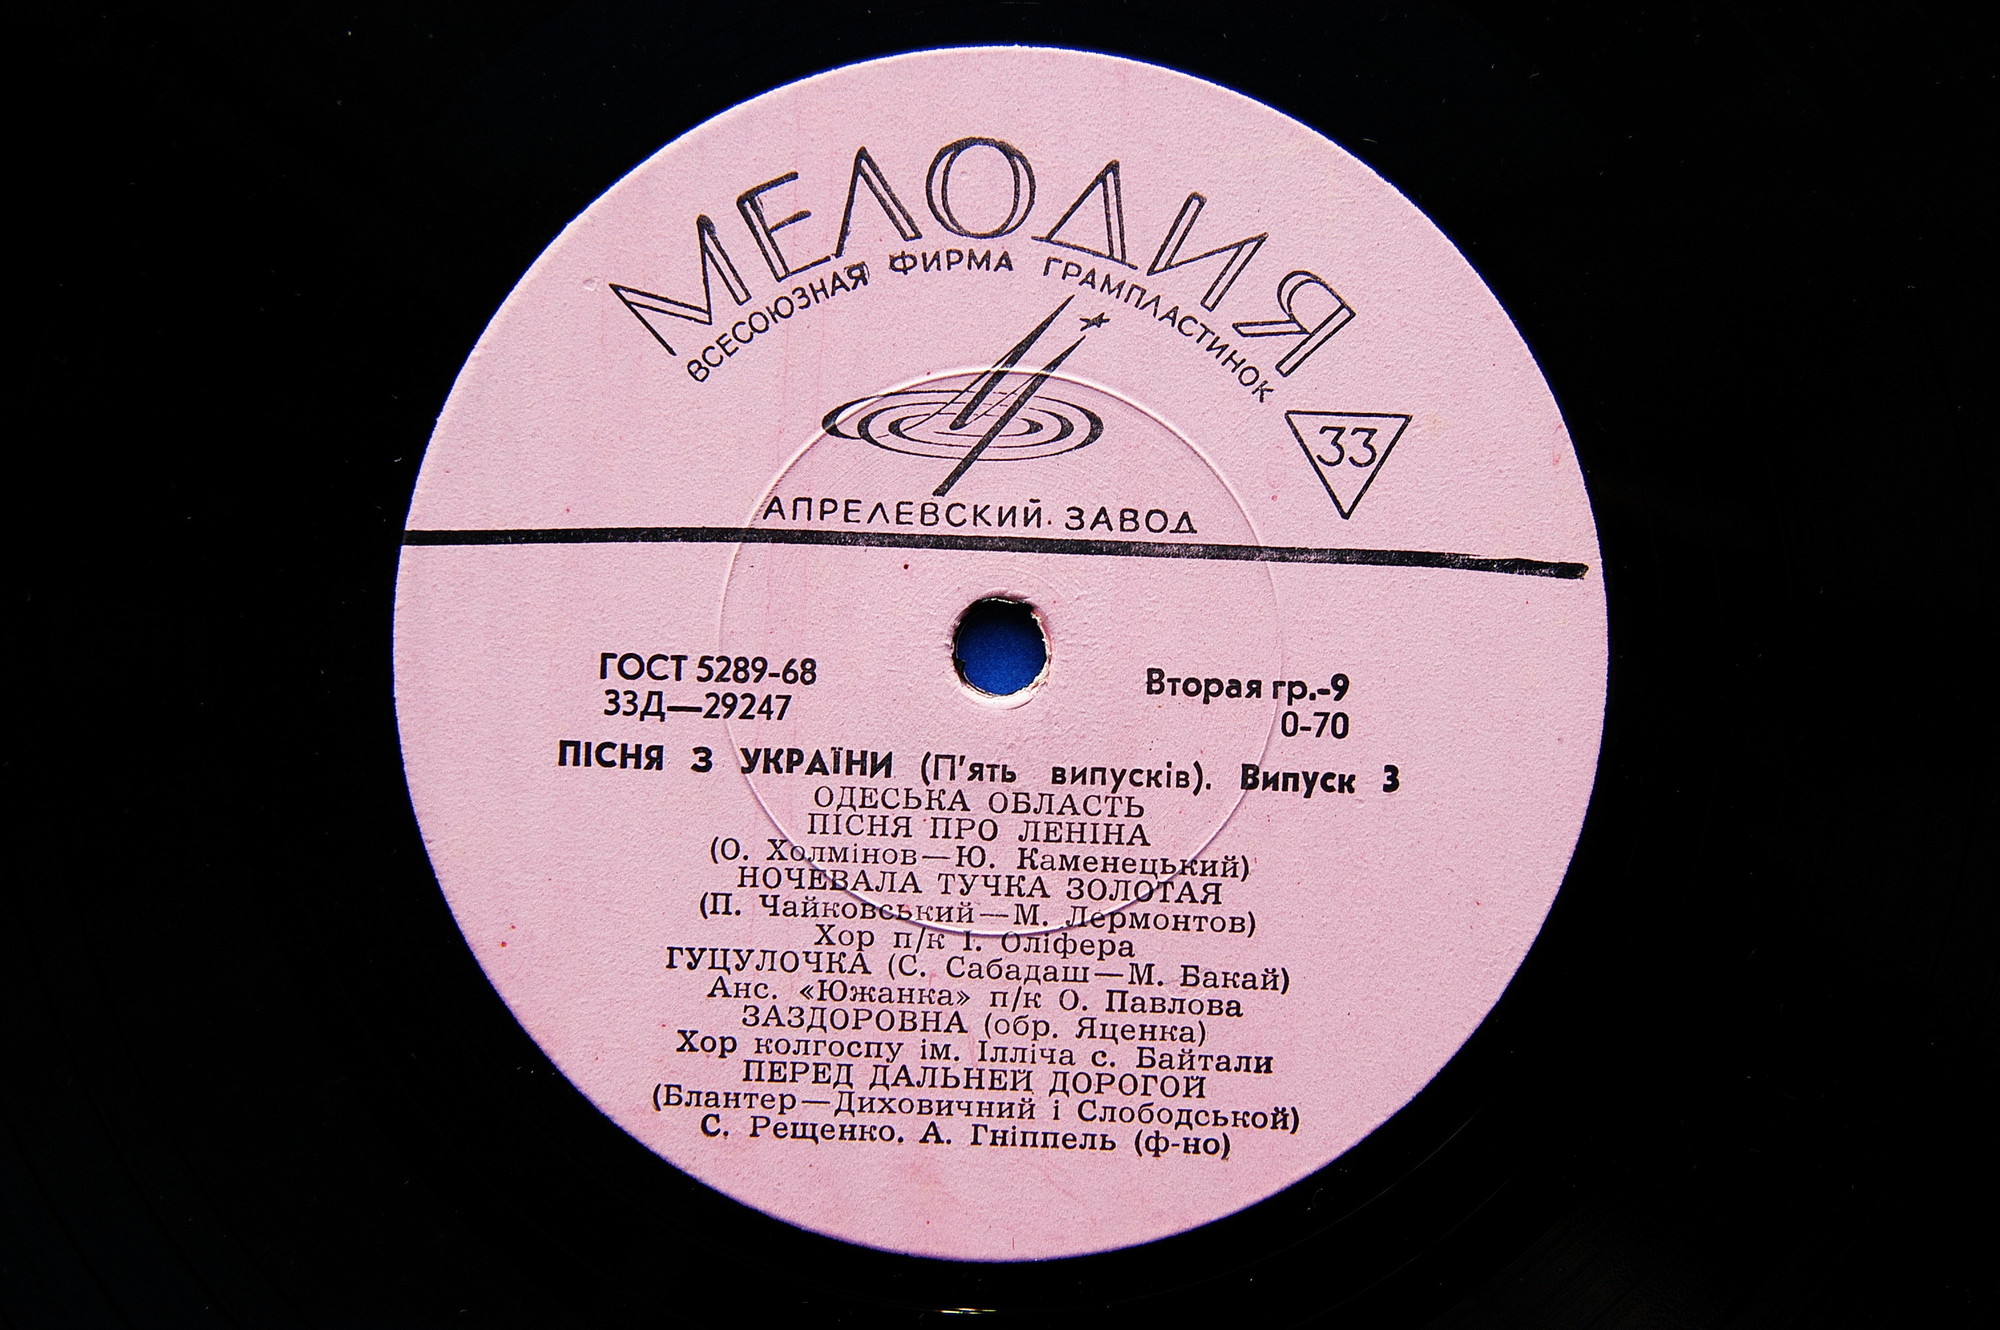 МЕЛОДИЯ
ВСЕСОЮЗНАЯ ФИРМА ГРАМПЛАСТИНОК
33
АПРЕЛЕВСКИЙ ЗАВОД
ГОСТ 5289-68
33Д—29247
Вторая гр.-9
0-70
ПІСНЯ З УКРАЇНИ (П'ять випусків). Випуск 3
ОДЕСЬКА ОБЛАСТЬ
ПІСНЯ ПРО ЛЕНІНА
(О. Холмінов—Ю. Каменецький)
НОЧЕВАЛА ТУЧКА ЗОЛОТАЯ
(П. Чайковський—М. Лермонтов)
Хор п/к І. Оліфера
ГУЦУЛОЧКА (С. Сабадаш—М. Бакай)
Анс. «Южанка» п/к О. Павлова
ЗАЗДОРОВНА (обр. Яценка)
Хор колгоспу ім. Ілліча с. Байтали
ПЕРЕД ДАЛЬНЕЙ ДОРОГОЙ
(Блантер—Диховичний і Слободськой)
С. Рещенко. А. Гніппель (ф-но)